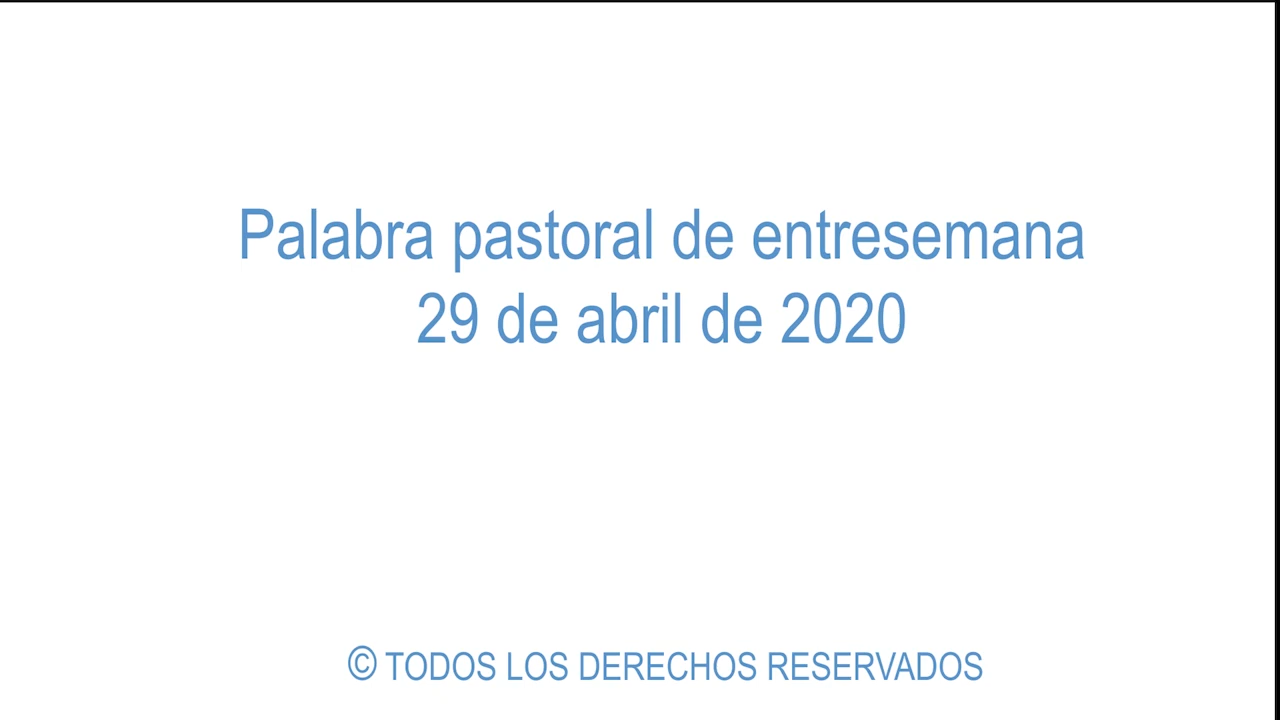 Palabra pastoral de entresemana
29 de abril de 2020
© TODOS LOS DERECHOS RESERVADOS